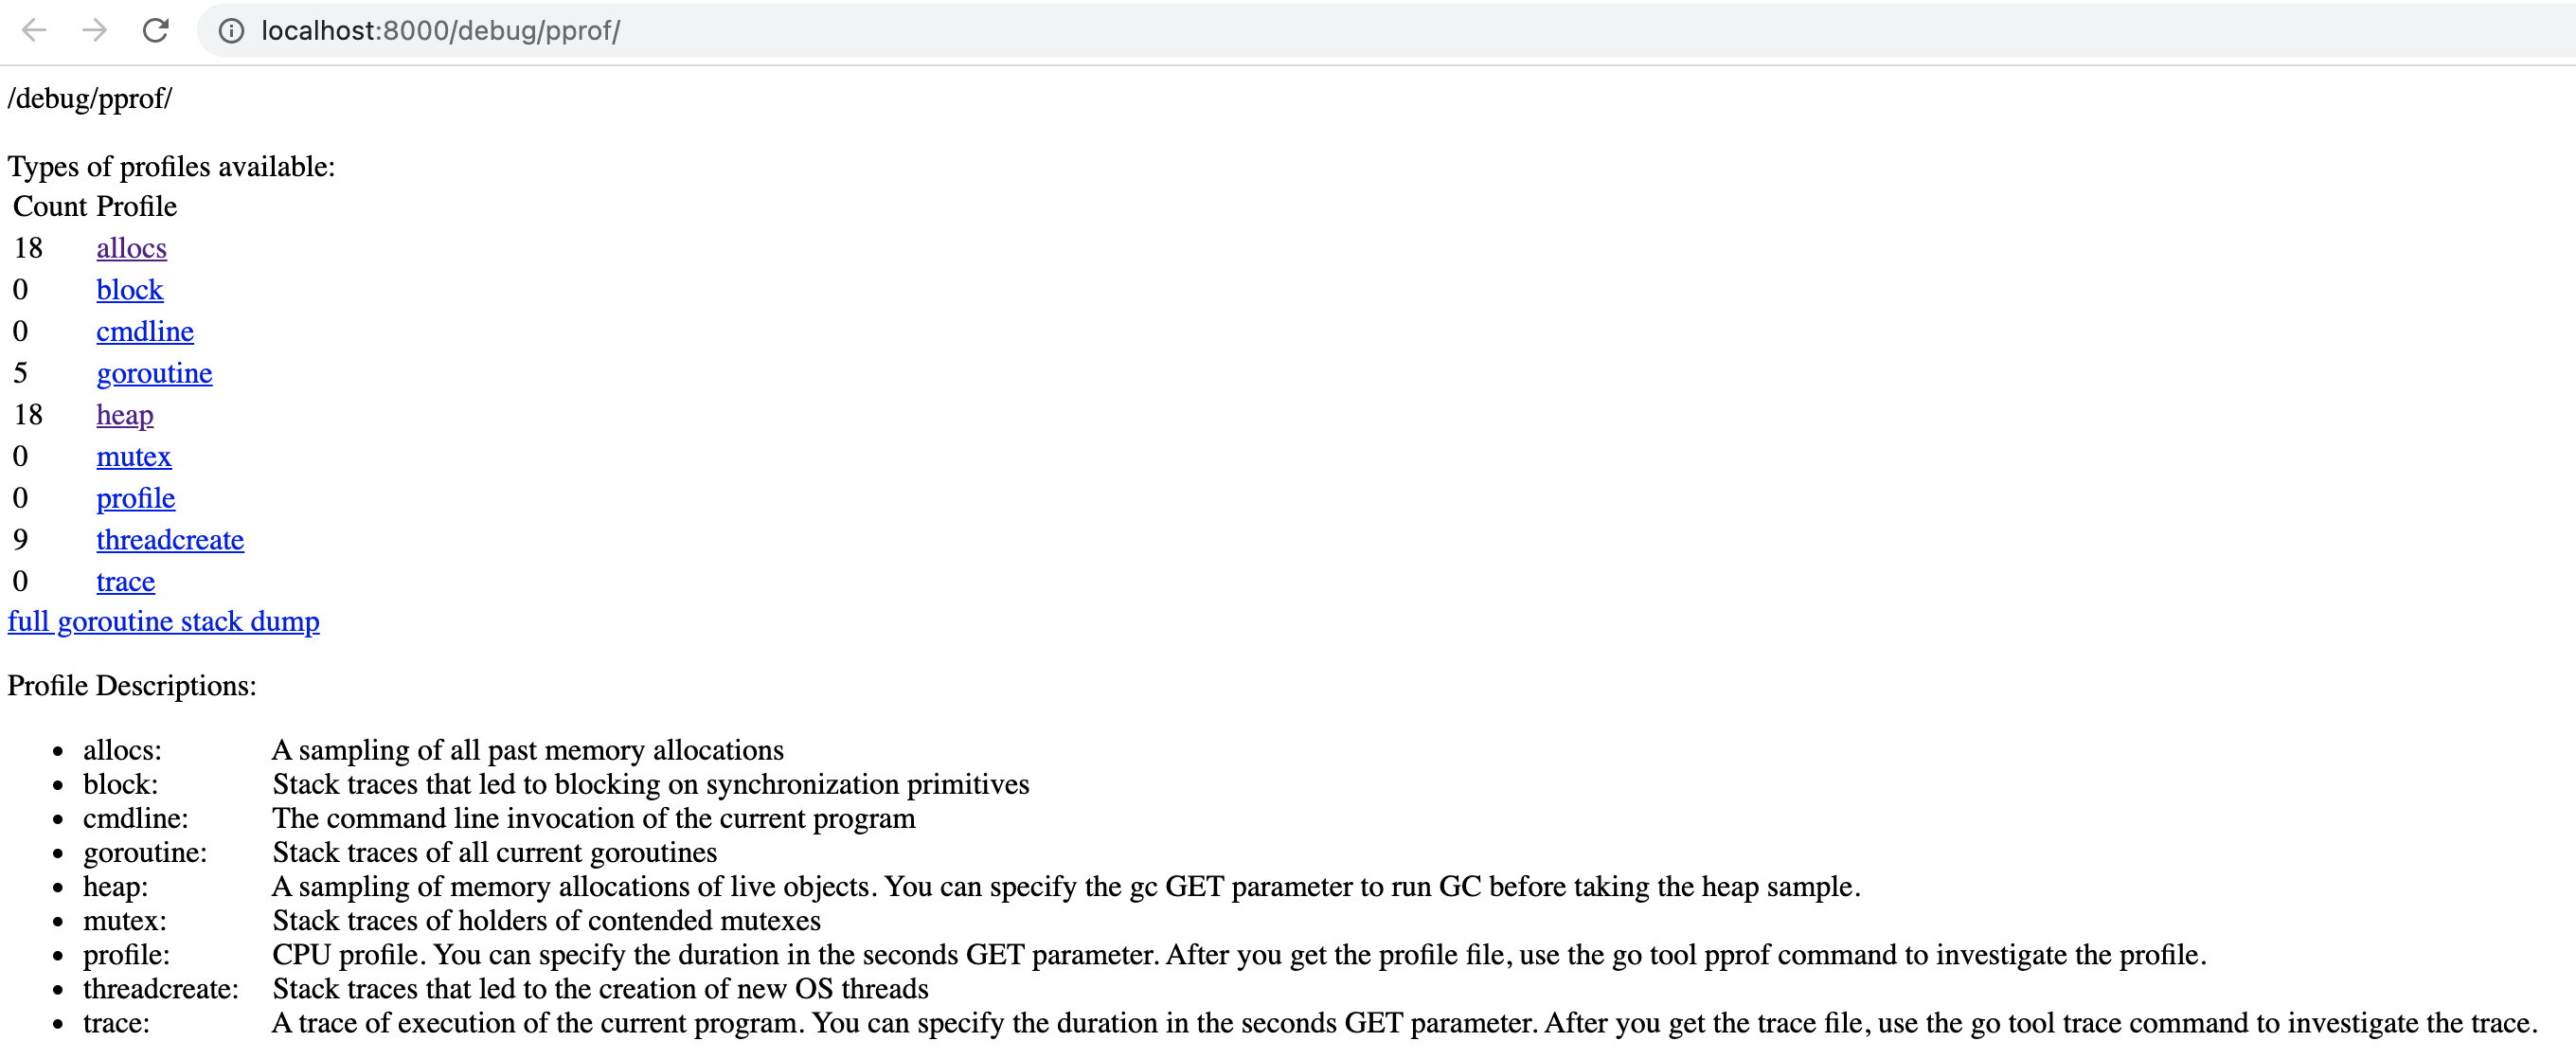 localhost:8000/debug/pprof/
/debug/pprof/
Types of profiles available:
Count Profile
18 allocs
0 block
0 cmdline
5 goroutine
18 heap
0 mutex
0 profile
9 threadcreate
0 trace
full goroutine stack dump
Profile Descriptions:
• allocs: A sampling of all past memory allocations
• block: Stack traces that led to blocking on synchronization primitives
• cmdline: The command line invocation of the current program
• goroutine: Stack traces of all current goroutines
• heap: A sampling of memory allocations of live objects. You can specify the gc GET parameter to run GC before taking the heap sample.
• mutex: Stack traces of holders of contended mutexes
• profile: CPU profile. You can specify the duration in the seconds GET parameter. After you get the profile file, use the go tool pprof command to investigate the profile.
• threadcreate: Stack traces that led to the creation of new OS threads
• trace: A trace of execution of the current program. You can specify the duration in the seconds GET parameter. After you get the trace file, use the go tool trace command to investigate the trace.